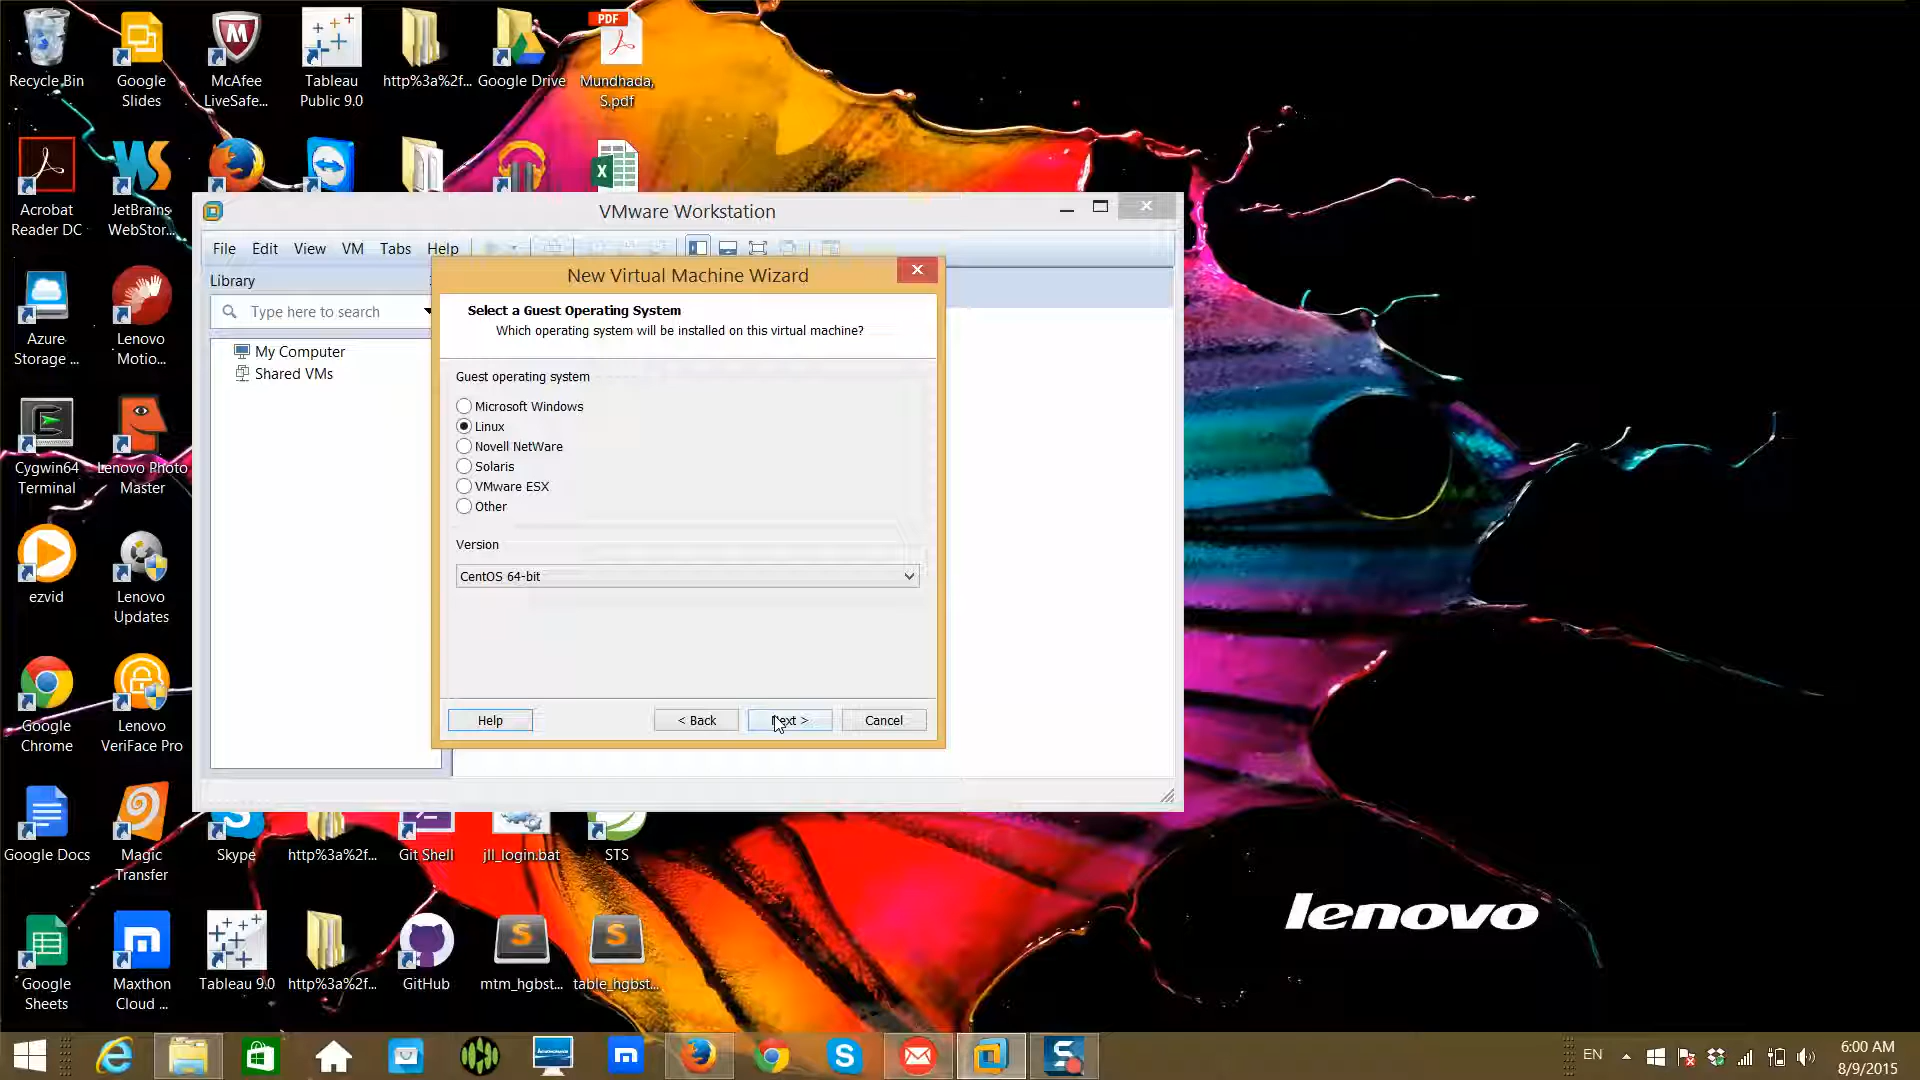 Recycle Bin
Google
Slides
McAfee
LiveSafe...
Tableau
Public 9.0
http%3a%2f...
Google Drive
PDF
Mundhada,
S.pdf
Acrobat
Reader DC
JetBrains
WebStor...
VMware Workstation
File Edit View VM Tabs Help
Library
Type here to search
My Computer
Shared VMs
New Virtual Machine Wizard
Select a Guest Operating System
Which operating system will be installed on this virtual machine?
Guest operating system
Microsoft Windows
Linux
Novell NetWare
Solaris
VMware ESX
Other
Version
CentOS 64-bit
Help
< Back
Next >
Cancel
Azure
Storage ...
Lenovo
Motio...
Cygwin64
Terminal
Lenovo Photo
Master
ezvid
Lenovo
Updates
Google
Chrome
Lenovo
VeriFace Pro
Google Docs
Magic
Transfer
Skype
http%3a%2f...
Git Shell
jll_login.bat
STS
lenovo
Google
Sheets
Maxthon
Cloud ...
Tableau 9.0
http%3a%2f...
GitHub
mtm_hgbst...
table_hgbst...
EN
6:00 AM
8/9/2015